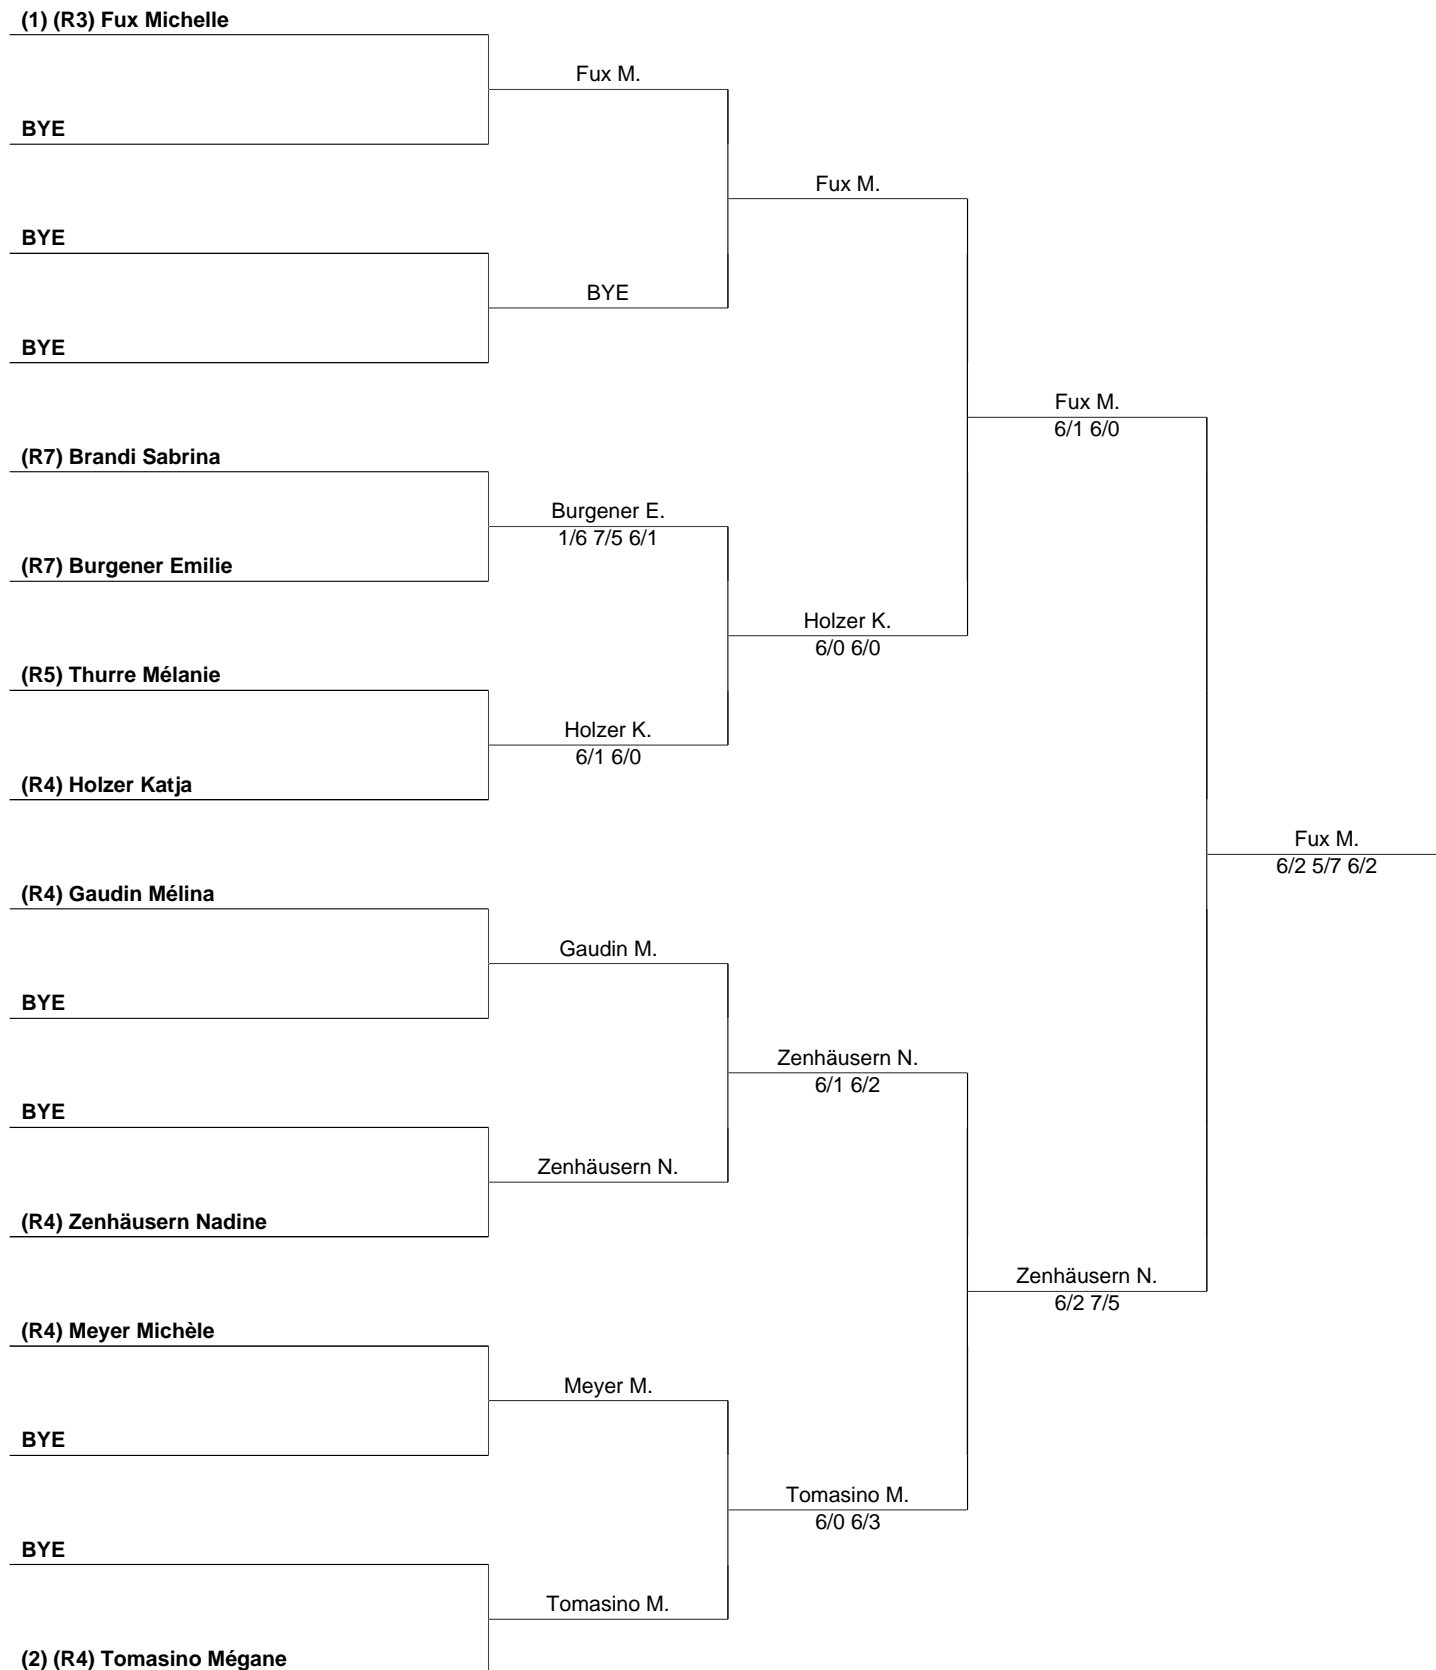 (1) (R3) Fux Michelle
Fux M.
BYE
Fux M.
BYE
BYE
BYE
Fux M.
6/1 6/0
(R7) Brandi Sabrina
Burgener E.
1/6 7/5 6/1
(R7) Burgener Emilie
Holzer K.
6/0 6/0
(R5) Thurre Mélanie
Holzer K.
6/1 6/0
(R4) Holzer Katja
Fux M.
6/2 5/7 6/2
(R4) Gaudin Mélina
Gaudin M.
BYE
Zenhäusern N.
6/1 6/2
BYE
Zenhäusern N.
(R4) Zenhäusern Nadine
Zenhäusern N.
6/2 7/5
(R4) Meyer Michèle
Meyer M.
BYE
Tomasino M.
6/0 6/3
BYE
Tomasino M.
(2) (R4) Tomasino Mégane